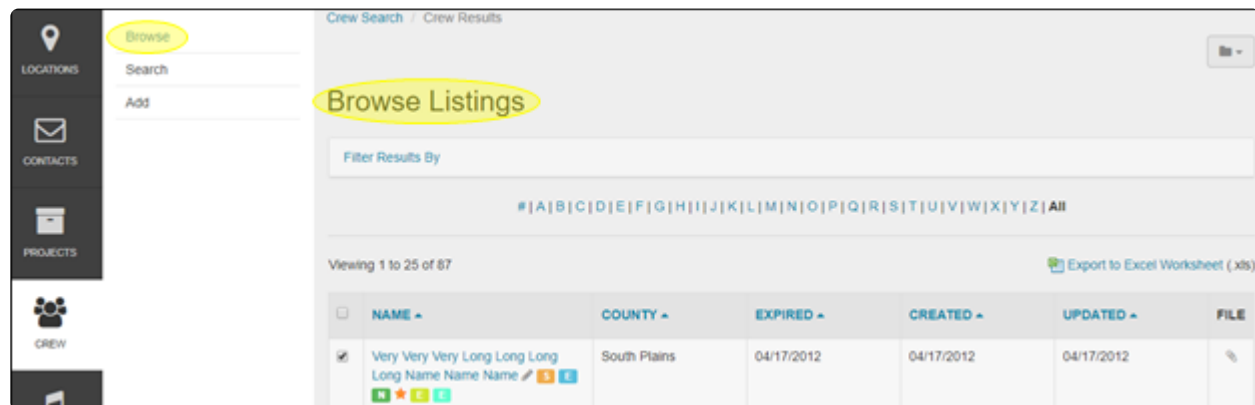 LOCATIONS
CONTACTS
PROJECTS
CREW
Browse
Search
Add
Crew Search / Crew Results
Browse Listings
Filter Results By
# | A | B | C | D | E | F | G | H | I | J | K | L | M | N | O | P | Q | R | S | T | U | V | W | X | Y | Z | All
Viewing 1 to 25 of 87
Export to Excel Worksheet (.xls)
NAME COUNTY EXPIRED CREATED UPDATED FILE
Very Very Very Long Long Long South Plains 04/17/2012 04/17/2012 04/17/2012
Long Name Name Name S E
N E E